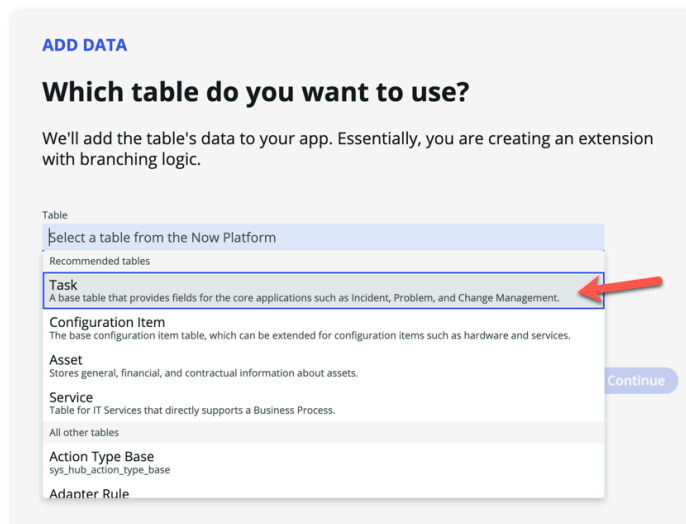 ADD DATA
Which table do you want to use?
We'll add the table's data to your app. Essentially, you are creating an extension
with branching logic.
Table
Select a table from the Now Platform
Recommended tables
Task
A base table that provides fields for the core applications such as Incident, Problem, and Change Management.
Configuration Item
The base configuration item table, which can be extended for configuration items such as hardware and services.
Asset
Stores general, financial, and contractual information about assets.
Continue
Service
Table for IT Services that directly supports a Business Process.
All other tables
Action Type Base
sys_hub_action_type_base
Adapter Rule